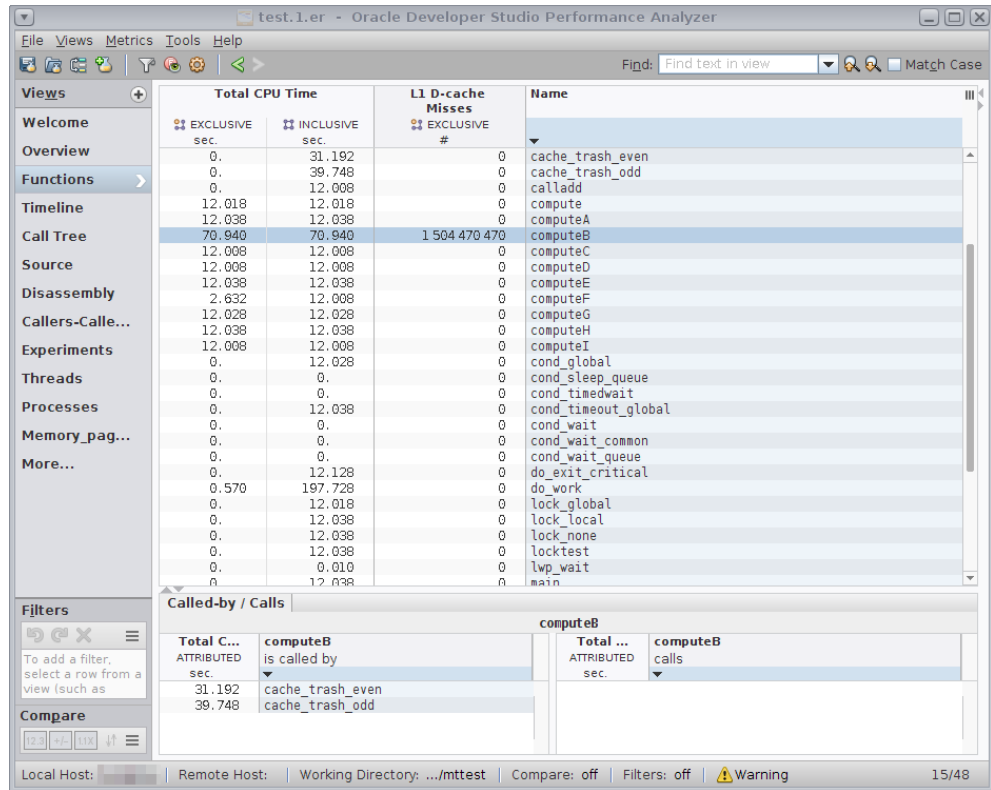 test.1.er - Oracle Developer Studio Performance Analyzer
File Views Metrics Tools Help
Find: Find text in view Match Case
Views
Welcome
Overview
Functions
Timeline
Call Tree
Source
Disassembly
Callers-Calle...
Experiments
Threads
Processes
Memory_pag...
More...
Total CPU Time L1 D-cache Misses Name
EXCLUSIVE INCLUSIVE EXCLUSIVE
sec. sec. #
0. 31.192 0 cache_trash_even
0. 39.748 0 cache_trash_odd
0. 12.008 0 calladd
12.018 12.018 0 compute
12.038 12.038 0 computeA
70.940 70.940 1 504 470 470 computeB
12.008 12.008 0 computeC
12.008 12.008 0 computeD
12.038 12.038 0 computeE
2.632 12.008 0 computeF
12.028 12.028 0 computeG
12.038 12.038 0 computeH
12.008 12.008 0 computeI
0. 12.028 0 cond_global
0. 0. 0 cond_sleep_queue
0. 0. 0 cond_timedwait
0. 12.038 0 cond_timeout_global
0. 0. 0 cond_wait
0. 0. 0 cond_wait_common
0. 0. 0 cond_wait_queue
0. 12.128 0 do_exit_critical
0.570 197.728 0 do_work
0. 12.018 0 lock_global
0. 12.038 0 lock_local
0. 12.038 0 lock_none
0. 12.038 0 locktest
0. 0.010 0 lwp_wait
0. 12.038 0 main
Filters
To add a filter,
select a row from a
view (such as
Compare
12.3 +/- 11X
Called-by / Calls
computeB
Total C... computeB
ATTRIBUTED is called by
sec.
31.192 cache_trash_even
39.748 cache_trash_odd
Total ... computeB
ATTRIBUTED calls
sec.
Local Host: Remote Host: Working Directory: .../mttest Compare: off Filters: off Warning 15/48